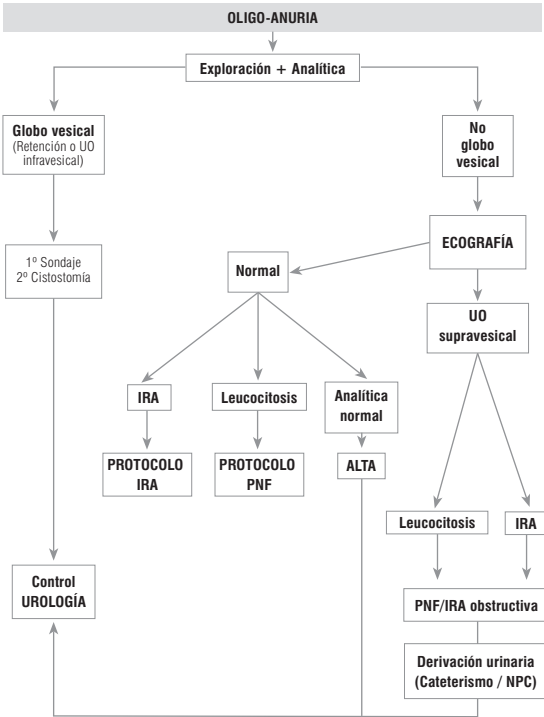 OLIGO-ANURIA
Exploración + Analítica
Globo vesical
(Retención o UO
infravesical)
No
globo
vesical
1º Sondaje
2º Cistostomía
ECOGRAFÍA
Normal
UO
supravesical
IRA
Leucocitosis
Analítica
normal
PROTOCOLO
IRA
PROTOCOLO
PNF
ALTA
Leucocitosis
IRA
Control
UROLOGÍA
PNF/IRA obstructiva
Derivación urinaria
(Cateterismo / NPC)